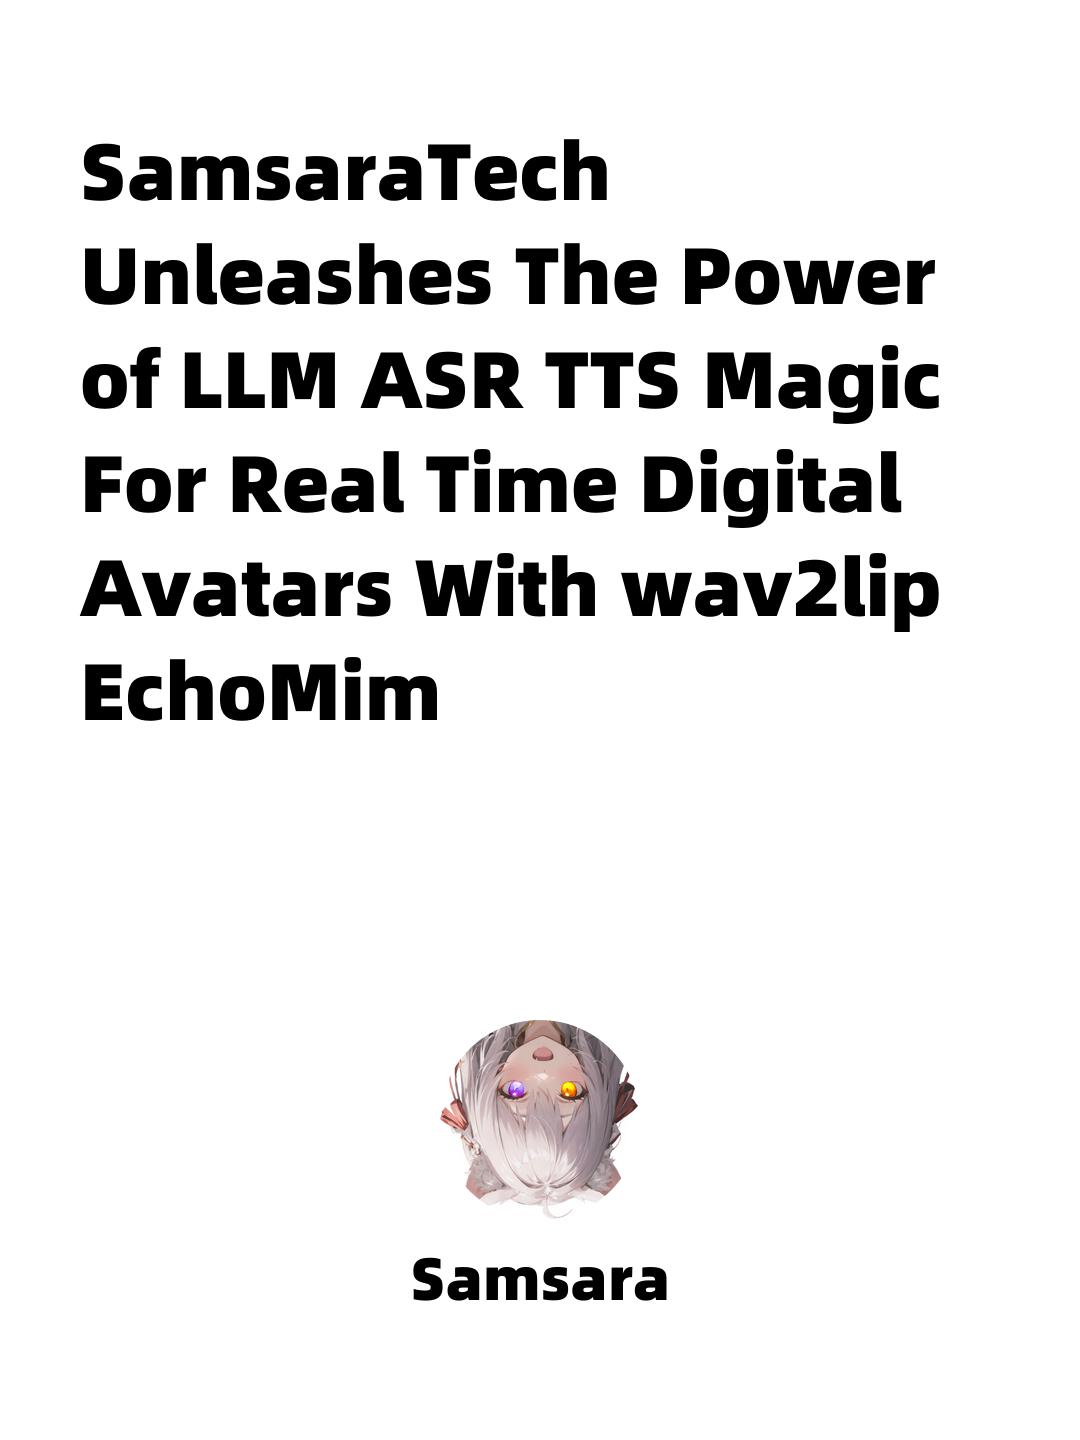 SamsaraTech
Unleashes The Power
of LLM ASR TTS Magic
For Real Time Digital
Avatars With wav2lip
EchoMim
Samsara